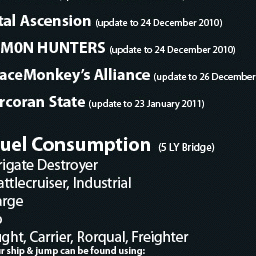 tal Ascension (update to 24 December 2010)
M0N HUNTERS (update to 24 December 2010)
aceMonkey's Alliance (update to 26 December
rcoran State (update to 23 January 2011)
uel Consumption (5 LY Bridge)
rigate Destroyer
attlecruiser, Industrial
arge
o
ught, Carrier, Rorqual, Freighter
r ship & jump can be found using: